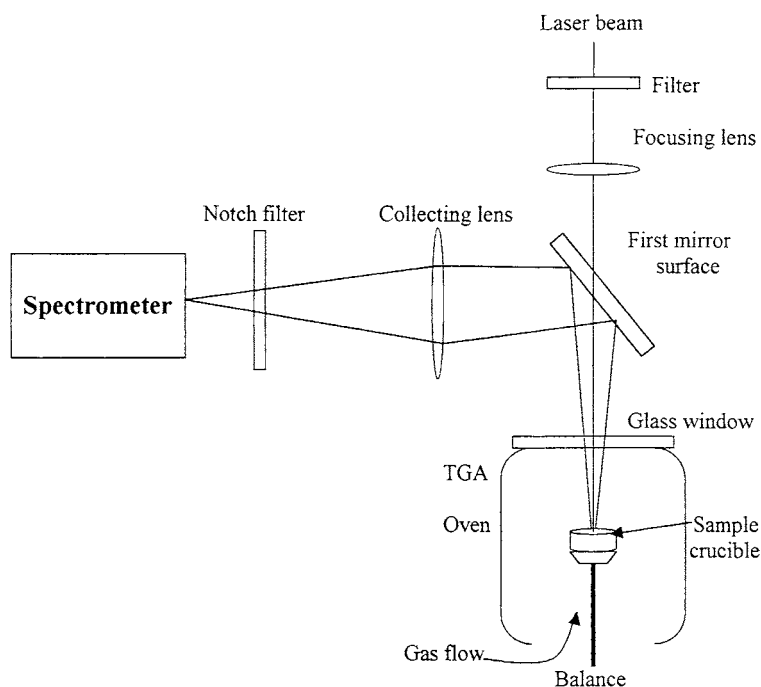 Laser beam
Filter
Focusing lens
Notch filter
Collecting lens
First mirror
surface
Spectrometer
Glass window
TGA
Oven
Sample
crucible
Gas flow
Balance